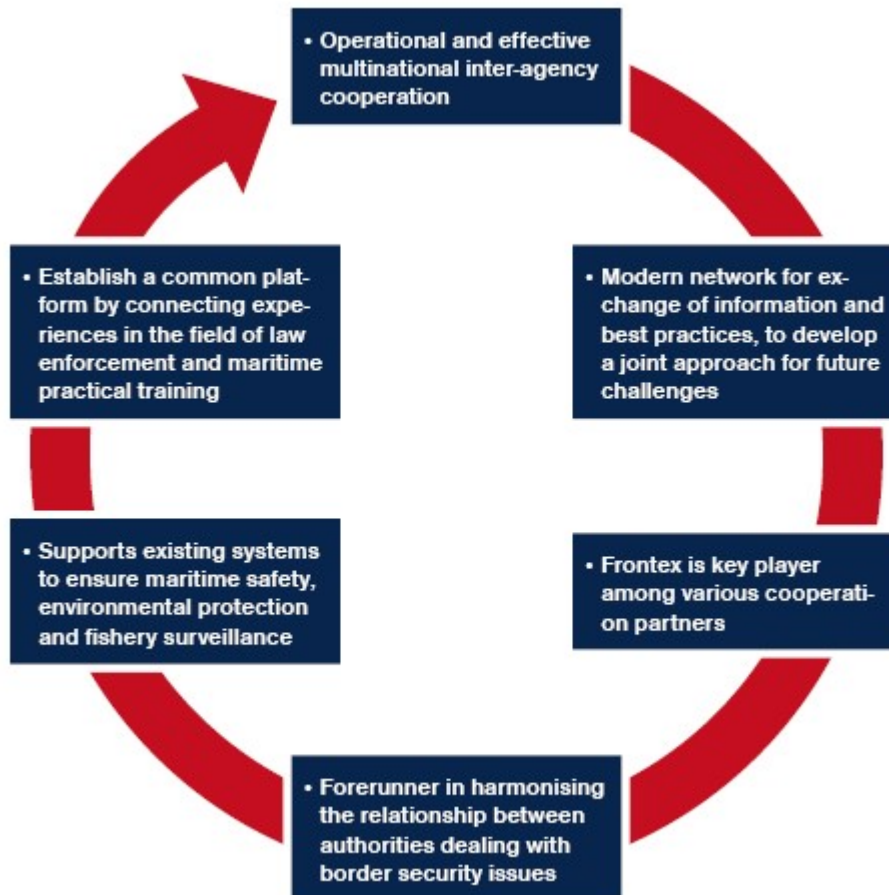 • Operational and effective
multinational inter-agency
cooperation
• Modern network for ex-
change of information and
best practices, to develop
a joint approach for future
challenges
• Frontex is key player
among various cooperati-
on partners
• Forerunner in harmonising
the relationship between
authorities dealing with
border security issues
• Supports existing systems
to ensure maritime safety,
environmental protection
and fishery surveillance
• Establish a common plat-
form by connecting expe-
riences in the field of law
enforcement and maritime
practical training